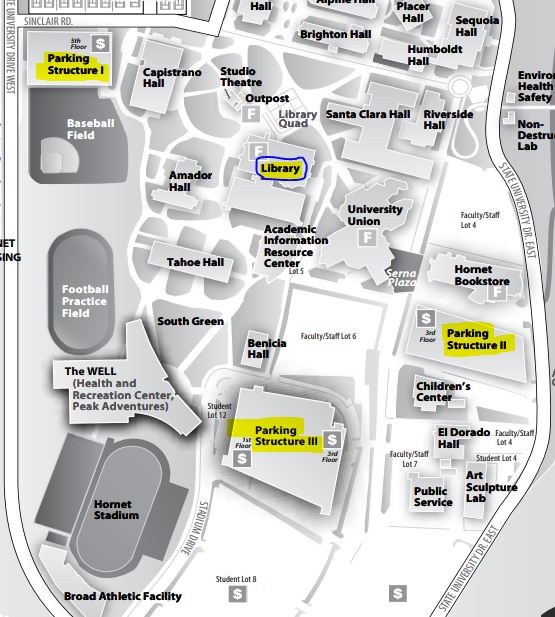 Hall
Alpine Hall
Placer
Hall
Sequoia
Hall
SINCLAIR RD.
Brighton Hall
Humboldt
Hall
STATE UNIVERSITY DRIVE WEST
5th
Floor
$
Parking
Structure I
Capistrano
Hall
Studio
Theatre
Outpost
F
Library
Quad
Santa Clara Hall
Riverside
Hall
Environ
Health
Safety
Non-
Destruc
Lab
Baseball
Field
F
Library
Amador
Hall
STATE UNIVERSITY DR. EAST
University
Union
F
Faculty/Staff
Lot 4
Academic
Information
Resource
Center
Lot 5
NET
SING
Tahoe Hall
Serna
Plaza
Hornet
Bookstore
F
Football
Practice
Field
South Green
Benicia
Hall
Faculty/Staff Lot 6
$
3rd
Floor
Parking
Structure II
The WELL
(Health and
Recreation Center,
Peak Adventures)
Children's
Center
Student
Lot 12
Parking
Structure III
1st
Floor
$
$
3rd
Floor
El Dorado
Hall
Faculty/Staff
Lot 4
Faculty/Staff
Lot 7
Student Lot 4
Art
Sculpture
Lab
Public
Service
Hornet
Stadium
STADIUM DRIVE
STATE UNIVERSITY DR. EAST
Student Lot 8
$
$
Broad Athletic Facility